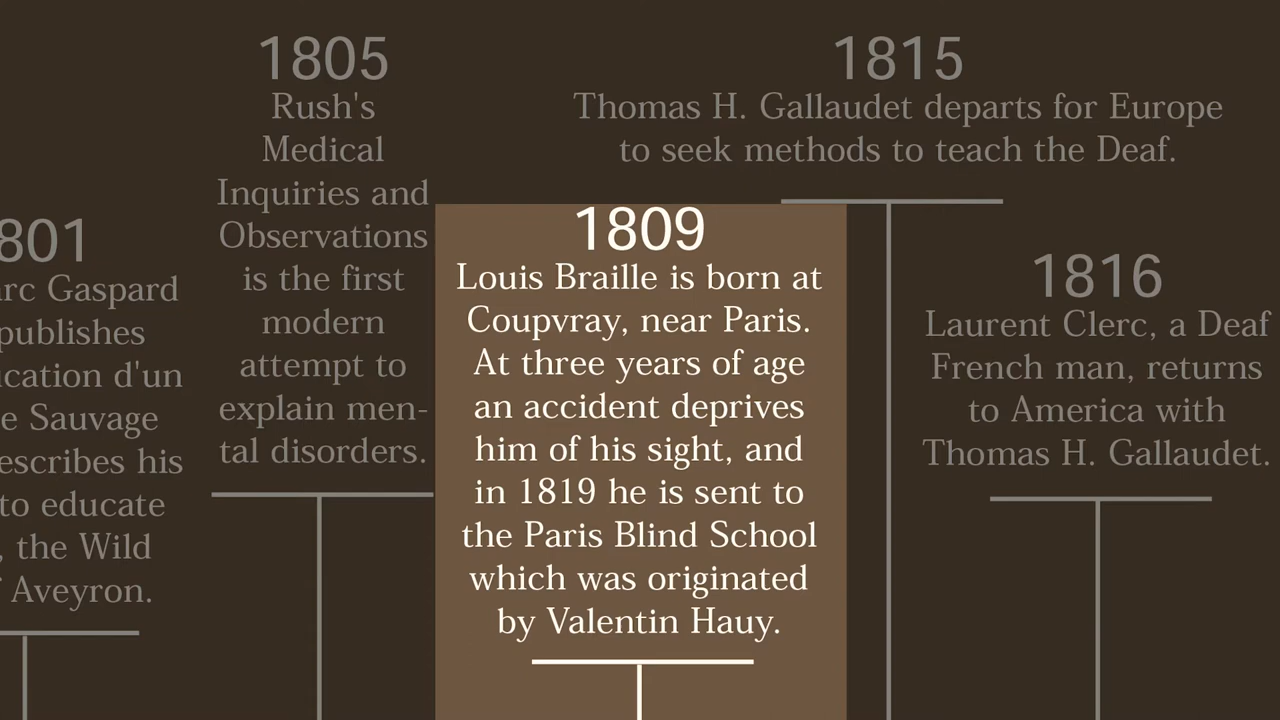 801
arc Gaspard
publishes
ication d'un
e Sauvage
escribes his
to educate
, the Wild
f Aveyron.
1805
Rush's
Medical
Inquiries and
Observations
is the first
modern
attempt to
explain men-
tal disorders.
1809
Louis Braille is born at
Coupvray, near Paris.
At three years of age
an accident deprives
him of his sight, and
in 1819 he is sent to
the Paris Blind School
which was originated
by Valentin Hauy.
1815
Thomas H. Gallaudet departs for Europe
to seek methods to teach the Deaf.
1816
Laurent Clerc, a Deaf
French man, returns
to America with
Thomas H. Gallaudet.